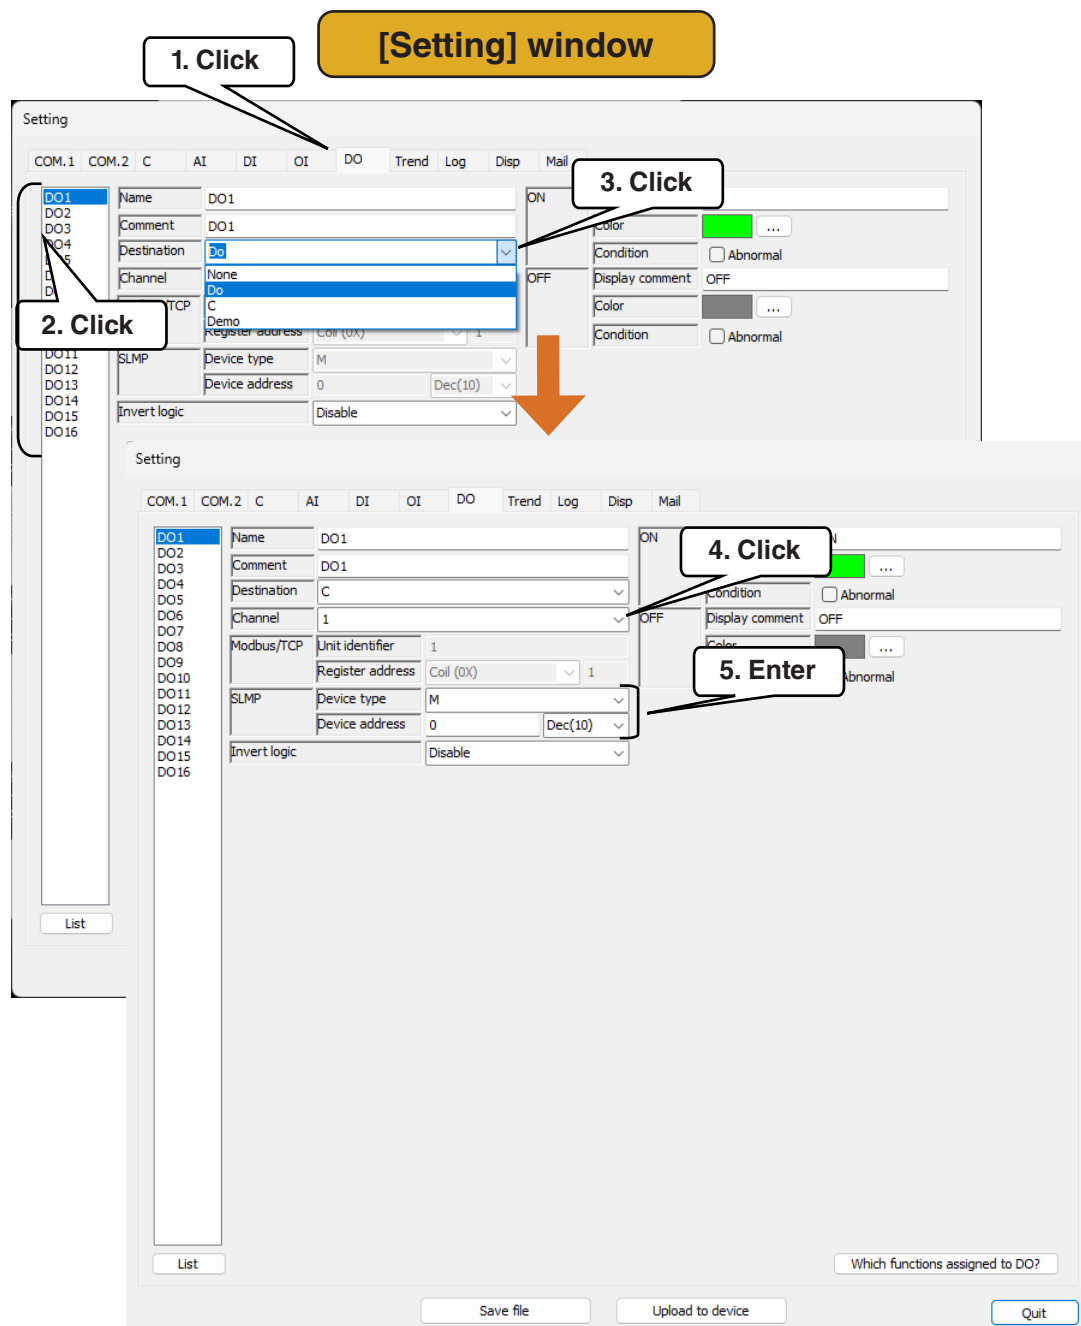 [Setting] window
1. Click
Setting
COM.1 COM.2 C AI DI OI DO Trend Log Disp Mail
3. Click
DO1 Name DO1 ON
DO2
DO3 Comment DO1 Color ...
DO4
Destination Do Condition Abnormal
Channel None OFF Display comment OFF
Do
TCP C Color ...
2. Click
Demo
Register address Coil (0X) 1 Condition Abnormal
DO11 SLMP Device type M
DO12
DO13 Device address 0 Dec(10)
DO14
DO15 Invert logic Disable
DO16
List
Setting
COM.1 COM.2 C AI DI OI DO Trend Log Disp Mail
DO1 Name DO1 ON
4. Click
DO2
DO3 Comment DO1 ...
DO4
DO5 Destination C Condition Abnormal
DO6 Channel 1 OFF Display comment OFF
DO7
DO8 Modbus/TCP Unit identifier 1 Color ...
DO9
DO10 Register address Coil (0X) 1 Abnormal
5. Enter
DO11 SLMP Device type M
DO12
DO13 Device address 0 Dec(10)
DO14
DO15 Invert logic Disable
DO16
List Which functions assigned to DO?
Save file Upload to device Quit